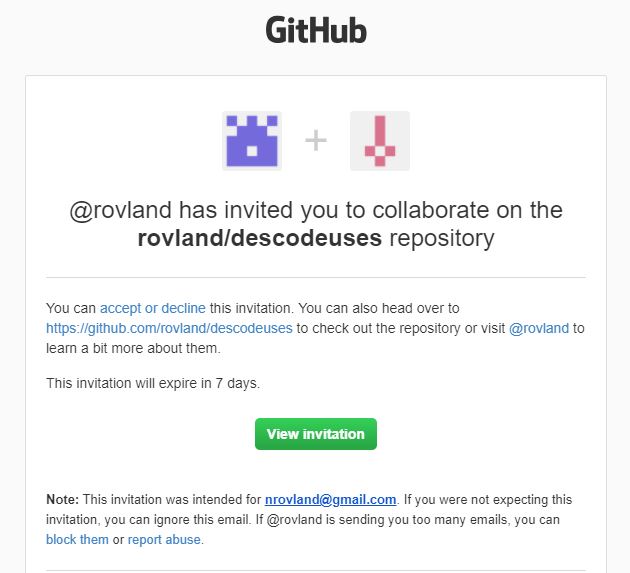 GitHub
+
@rovland has invited you to collaborate on the
rovland/descodeuses repository
You can accept or decline this invitation. You can also head over to
https://github.com/rovland/descodeuses to check out the repository or visit @rovland to
learn a bit more about them.
This invitation will expire in 7 days.
View invitation
Note: This invitation was intended for nrovland@gmail.com. If you were not expecting this
invitation, you can ignore this email. If @rovland is sending you too many emails, you can
block them or report abuse.